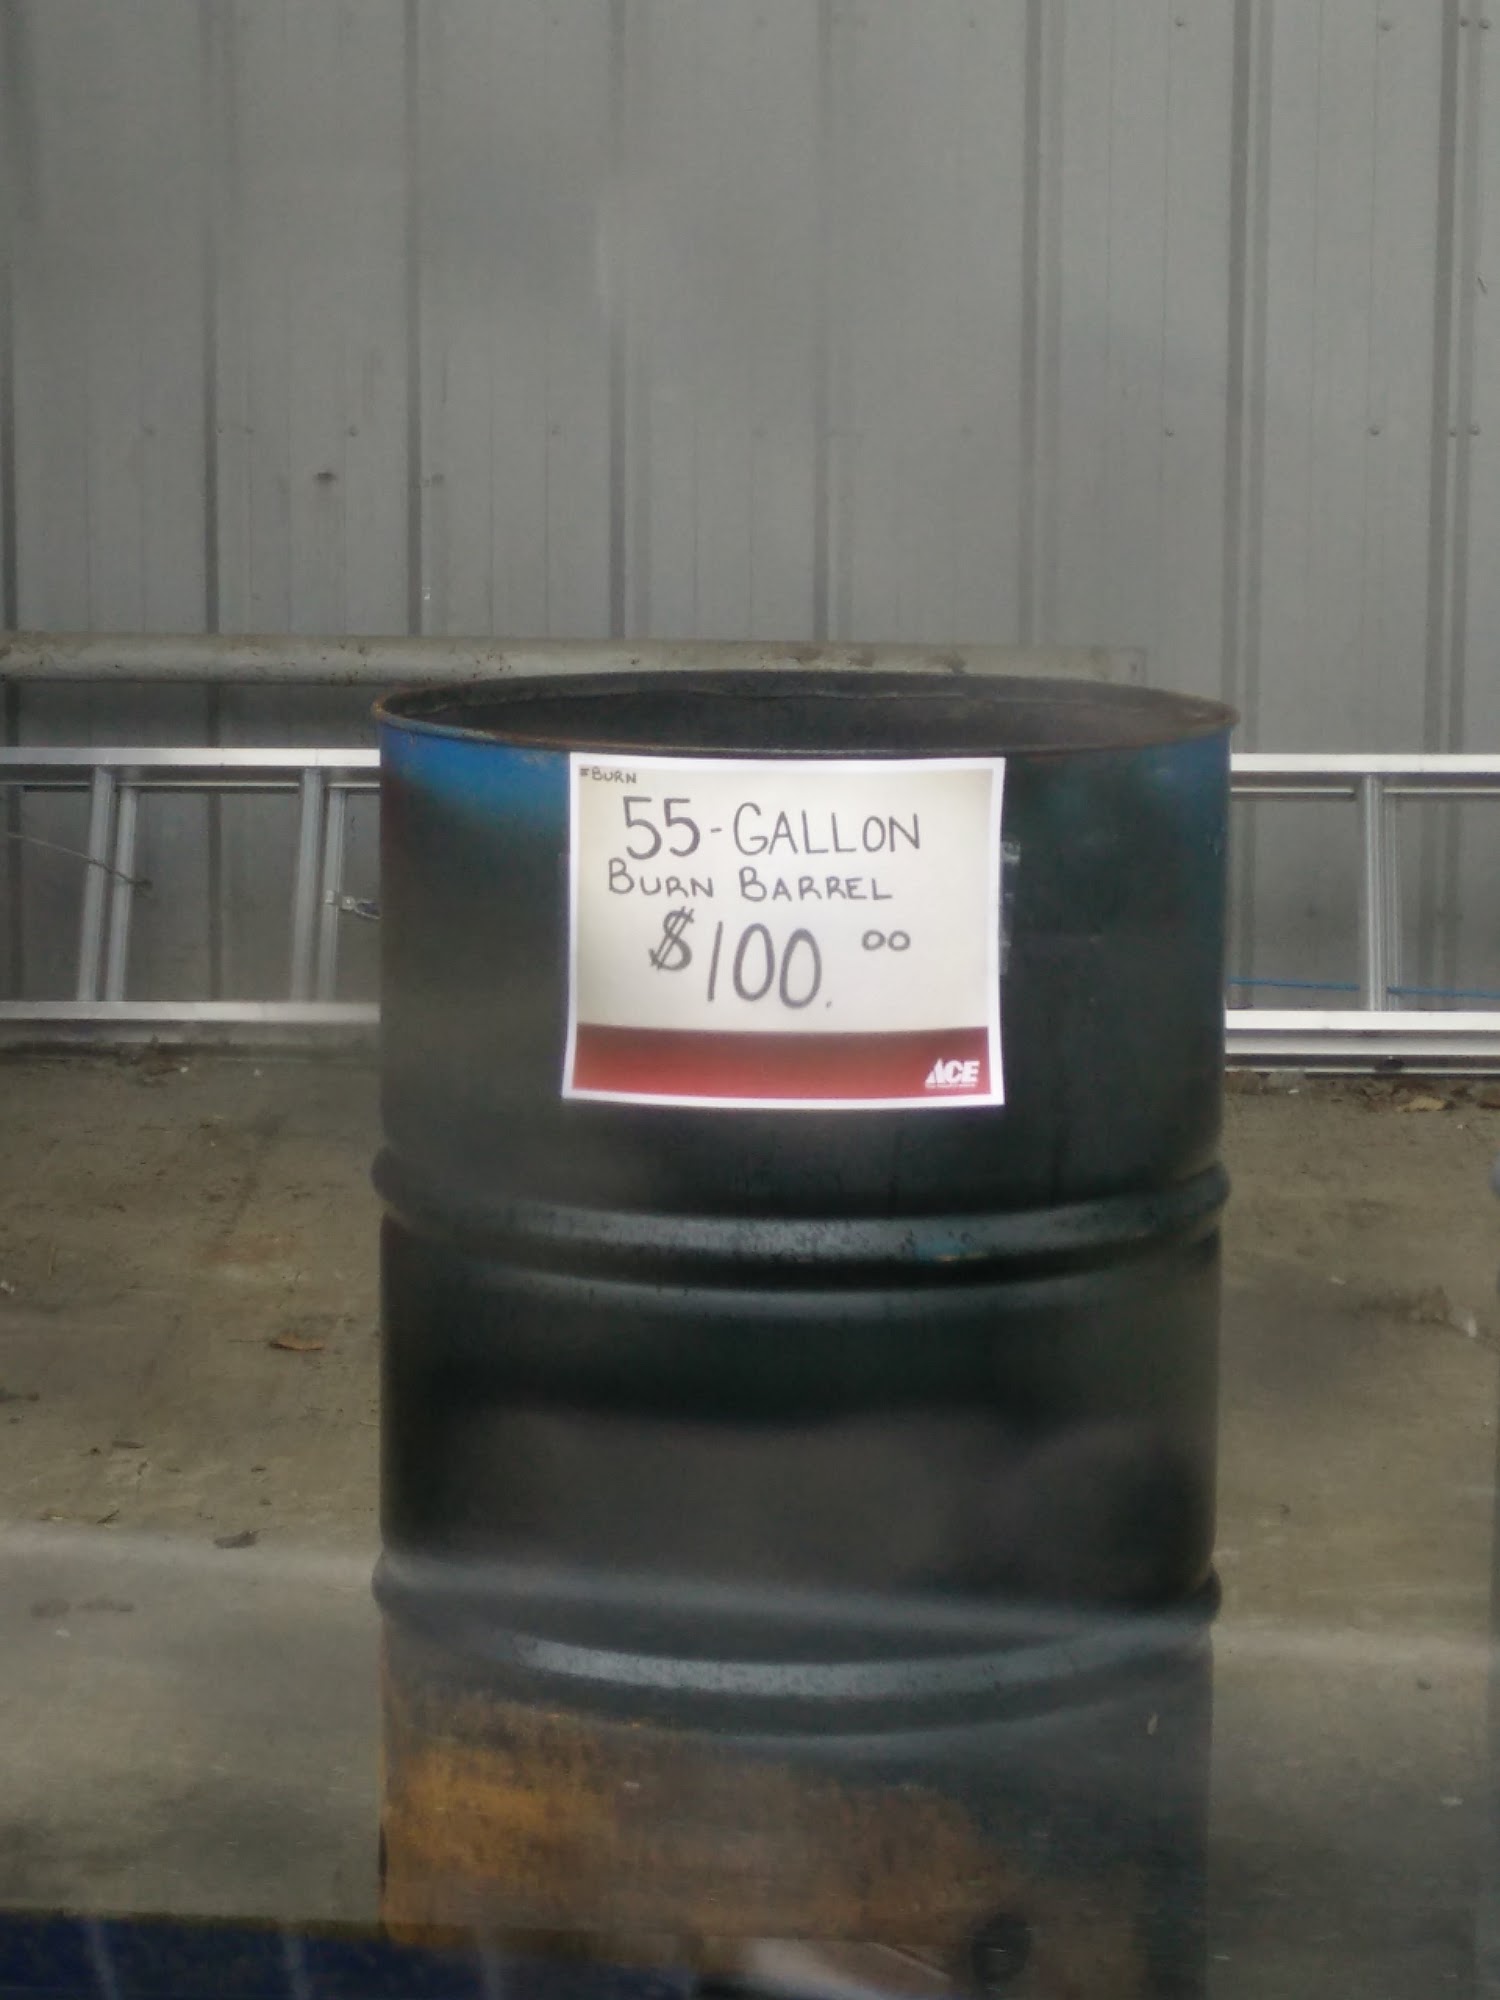 =BURN
55-GALLON
BURN BARREL
$100.00
ACE